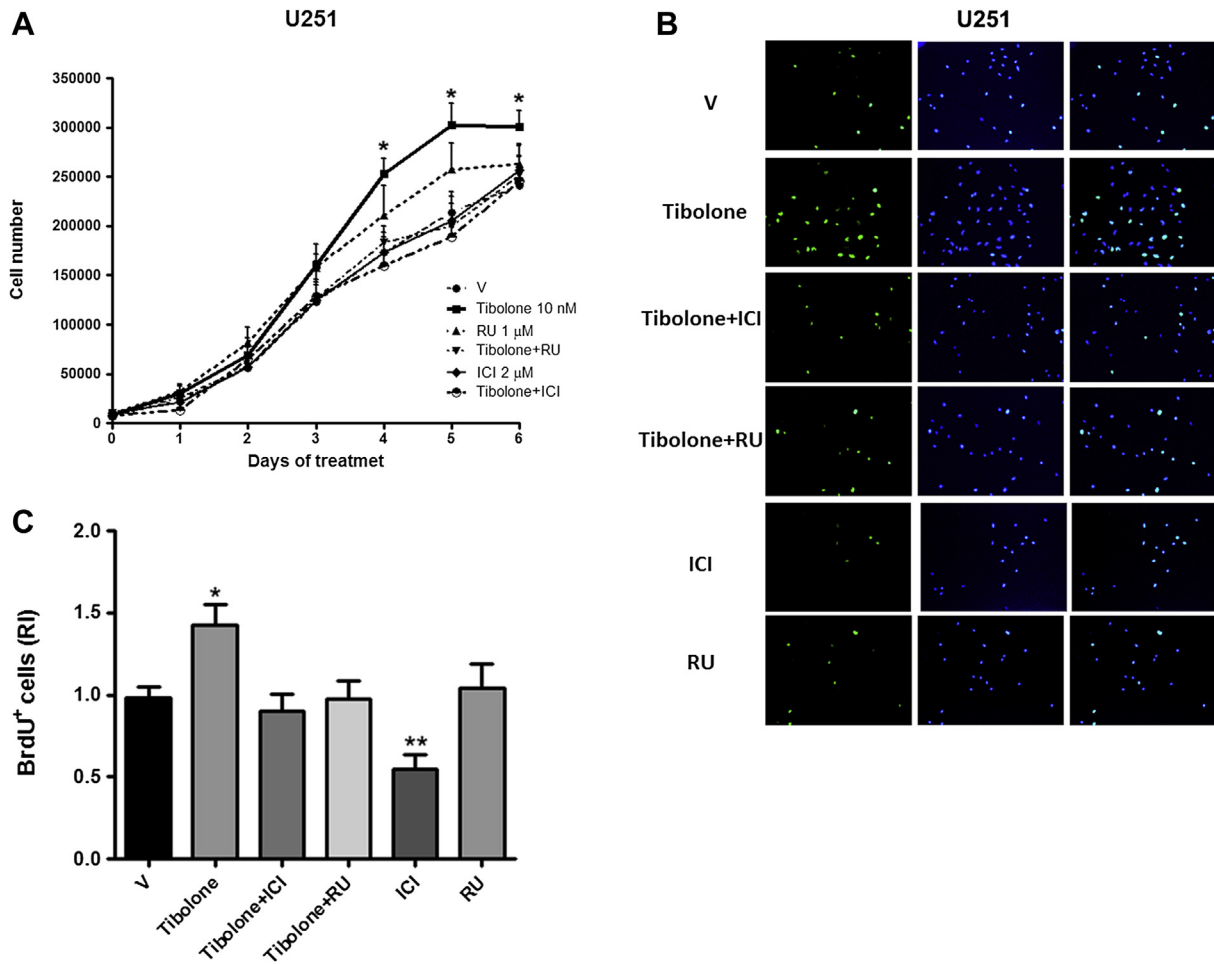 A
U251
350000
300000
250000
200000
150000
100000
50000
0
Cell number
*
*
*
V
Tibolone 10 nM
RU 1 μM
Tibolone+RU
ICI 2 μM
Tibolone+ICI
0 1 2 3 4 5 6
Days of treatmet
B
U251
V
Tibolone
Tibolone+ICI
Tibolone+RU
ICI
RU
C
2.0
1.5
1.0
0.5
0.0
BrdU+ cells (RI)
*
**
V
Tibolone
Tibolone+ICI
Tibolone+RU
ICI
RU